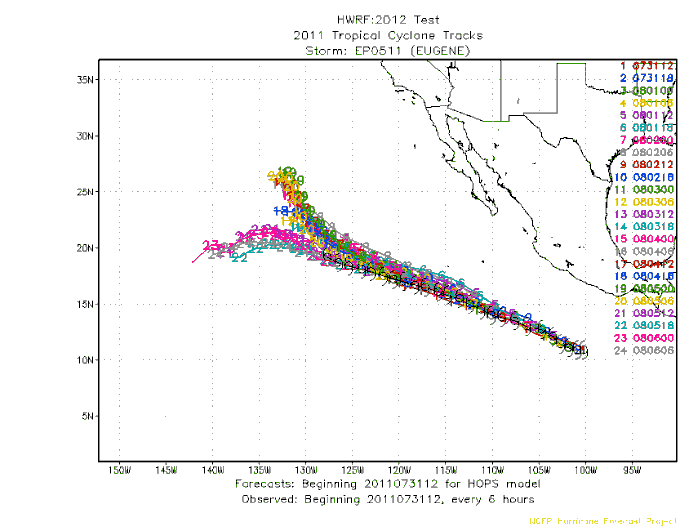 HWRF:2012 Test
2011 Tropical Cyclone Tracks
Storm: EP0511 (EUGENE)
35N
30N
25N
20N
15N
10N
5N
1 073112
2 073118
3 080100
4 080106
5 080112
6 080118
7 080200
8 080206
9 080212
10 080218
11 080300
12 080306
13 080312
14 080318
15 080400
16 080406
17 080412
18 080418
19 080500
20 080506
21 080512
22 080518
23 080600
24 080606
150W 145W 140W 135W 130W 125W 120W 115W 110W 105W 100W 95W
Forecasts: Beginning 2011073112 for HOPS model
Observed: Beginning 2011073112, every 6 hours
Hurricane Forecast Project